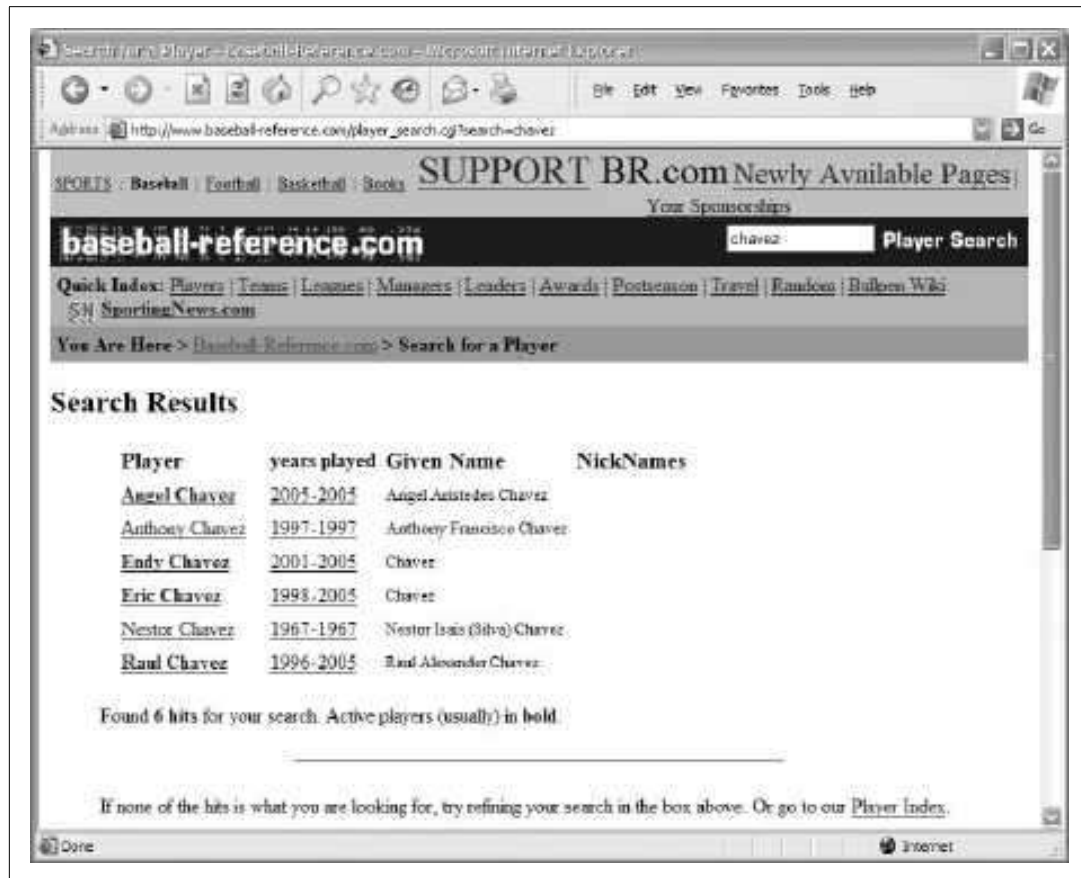 Search for a Player - Baseball-Reference.com - Microsoft Internet Explorer
File Edit View Favorites Tools Help
Address http://www.baseball-reference.com/player_search.cgi?search=chavez Go
SPORTS : Baseball | Football | Basketball | Books SUPPORT BR.com Newly Available Pages |
Your Sponsorships
baseball-reference.com chavez Player Search
Quick Index: Players | Teams | Leagues | Managers | Leaders | Awards | Postseason | Travel | Random | Bullpen Wiki
SN SportingNews.com
You Are Here > Baseball-Reference.com > Search for a Player
Search Results
Player years played Given Name NickNames
Angel Chavez 2005-2005 Angel Aristedes Chavez
Anthony Chavez 1997-1997 Anthony Francisco Chavez
Endy Chavez 2001-2005 Chavez
Eric Chavez 1998-2005 Chavez
Nestor Chavez 1967-1967 Nestor Isais (Silva) Chavez
Raul Chavez 1996-2005 Raul Alexander Chavez
Found 6 hits for your search. Active players (usually) in bold.
If none of the hits is what you are looking for, try refining your search in the box above. Or go to our Player Index.
Done Internet